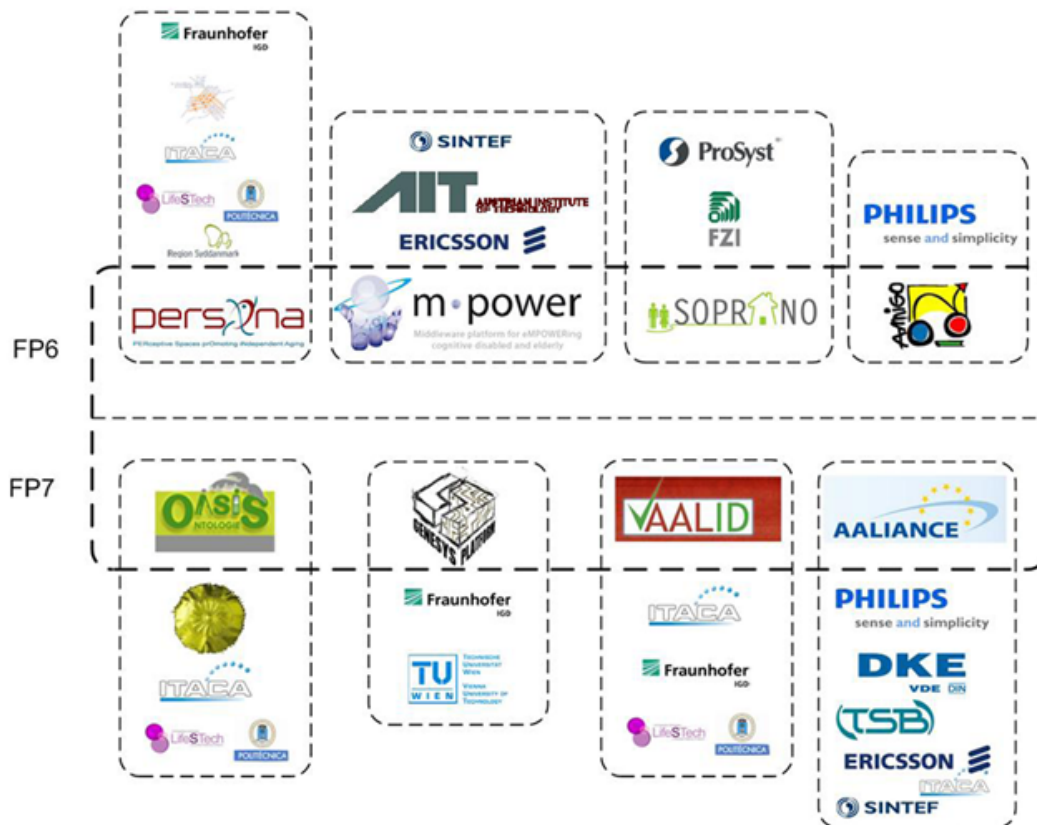 Fraunhofer
IGD
ITACA
LifeSTech
POLITÉCNICA
Region Syddanmark
SINTEF
AIT AUSTRIAN INSTITUTE
OF TECHNOLOGY
ERICSSON
ProSyst
FZI
PHILIPS
sense and simplicity
FP6
persona
PERceptive Spaces prOmoting iNdependent Aging
m power
Middleware platform for eMPOWERing
cognitive disabled and elderly
SOPRANO
AMiGO
FP7
OASIS
NTOLOGIE
GENESYS PLATFORM
VAALID
AALIANCE
ITACA
LifeSTech
POLITÉCNICA
Fraunhofer
IGD
TU
WIEN
TECHNISCHE
UNIVERSITÄT
WIEN
VIENNA
UNIVERSITY OF
TECHNOLOGY
ITACA
Fraunhofer
IGD
LifeSTech
POLITÉCNICA
PHILIPS
sense and simplicity
DKE
VDE DIN
TSB
ERICSSON
ITACA
SINTEF